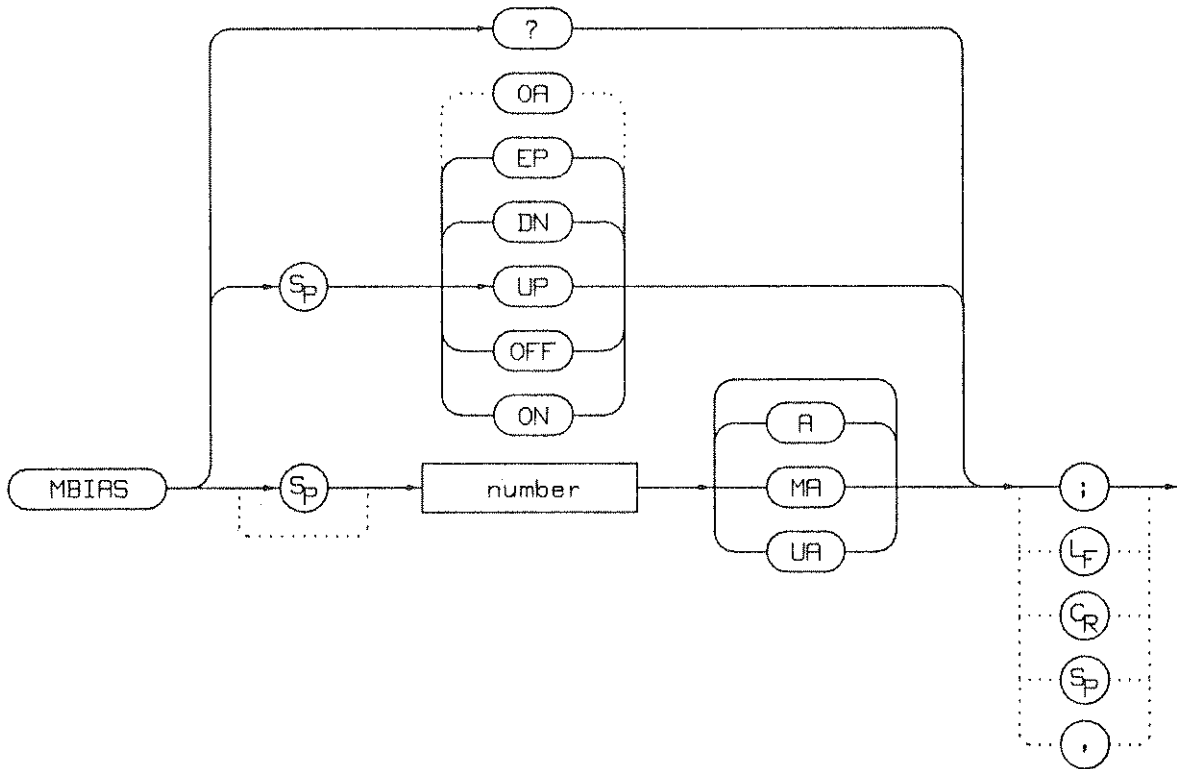 ?
OA
EP
DN
SP
UP
OFF
ON
A
MBIAS
SP
number
MA
;
UA
LF
CR
SP
,